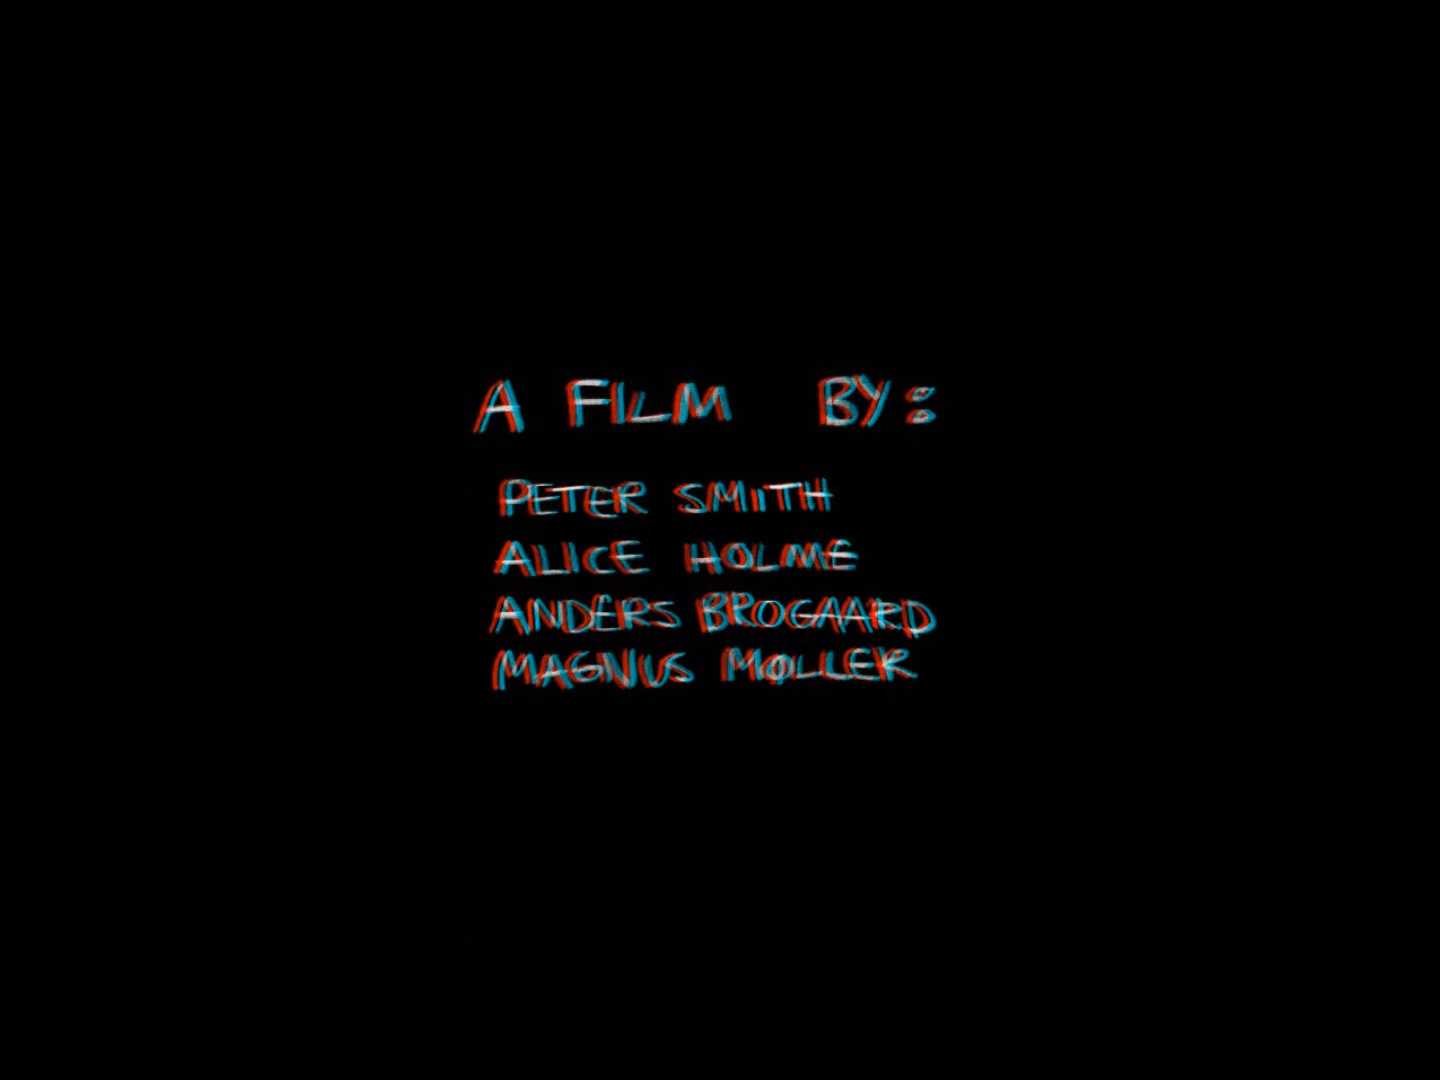 A FILM BY:
PETER SMITH
ALICE HOLME
ANDERS BROGAARD
MAGNUS MØLLER